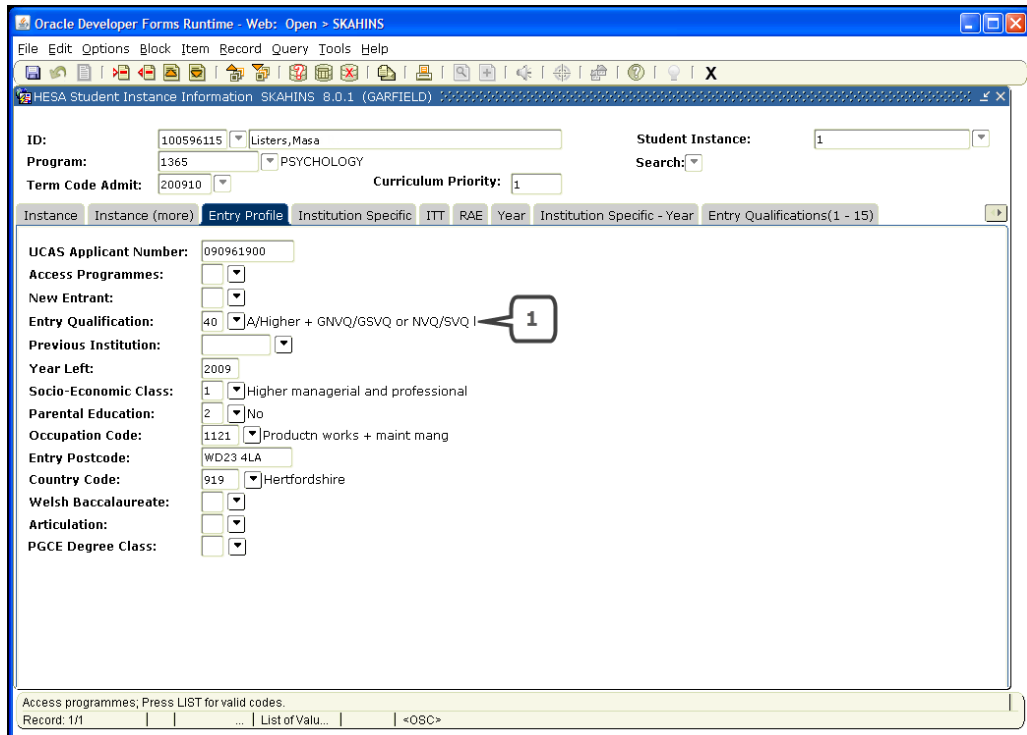 Oracle Developer Forms Runtime - Web: Open > SKAHINS
File Edit Options Block Item Record Query Tools Help
X
HESA Student Instance Information SKAHINS 8.0.1 (GARFIELD)
ID: 100596115 Listers,Masa Student Instance: 1
Program: 1365 PSYCHOLOGY Search:
Term Code Admit: 200910 Curriculum Priority: 1
Instance Instance (more) Entry Profile Institution Specific ITT RAE Year Institution Specific - Year Entry Qualifications(1 - 15)
UCAS Applicant Number: 090961900
Access Programmes:
New Entrant:
Entry Qualification: 40 A/Higher + GNVQ/GSVQ or NVQ/SVQ l 1
Previous Institution:
Year Left: 2009
Socio-Economic Class: 1 Higher managerial and professional
Parental Education: 2 No
Occupation Code: 1121 Productn works + maint mang
Entry Postcode: WD23 4LA
Country Code: 919 Hertfordshire
Welsh Baccalaureate:
Articulation:
PGCE Degree Class:
Access programmes; Press LIST for valid codes.
Record: 1/1 ... List of Valu... <OSC>